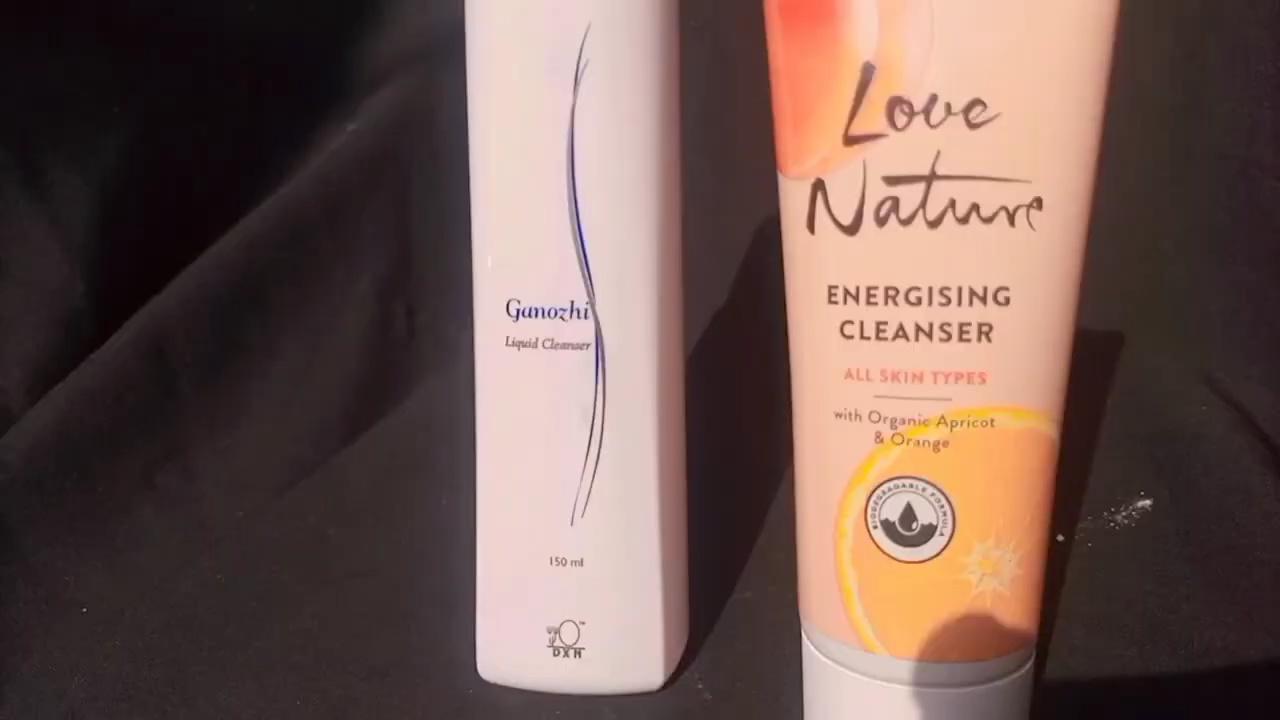 Ganozhi
Liquid Cleanser
150 ml
DXN
Love
Nature
ENERGISING
CLEANSER
ALL SKIN TYPES
with Organic Apricot
& Orange
BIODEGRADABLE FORMULA